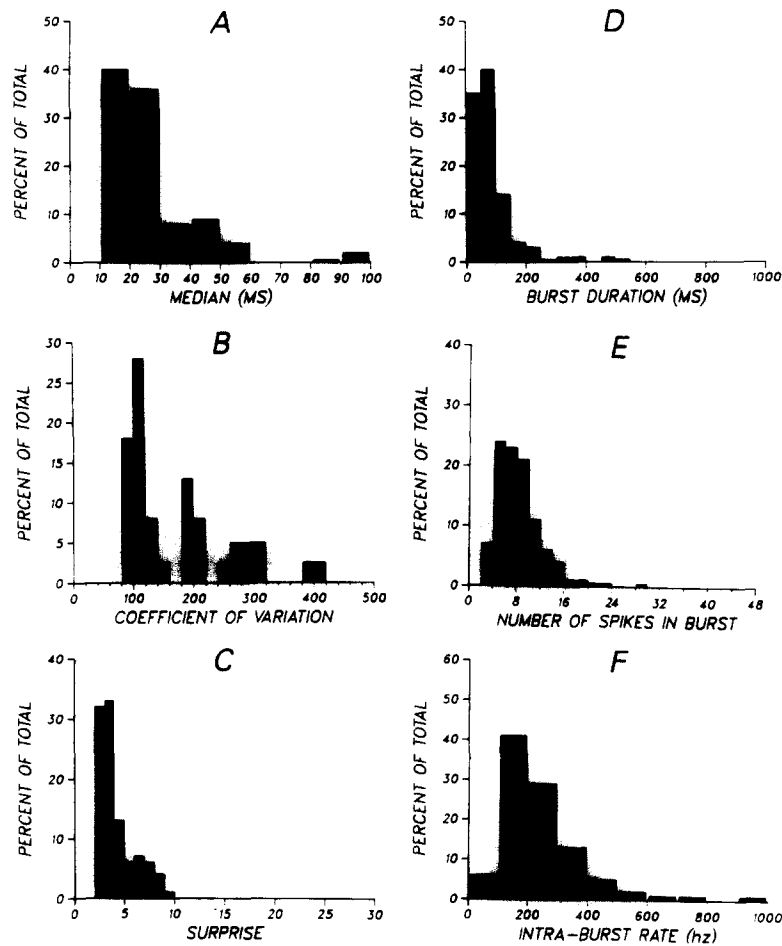 A
PERCENT OF TOTAL
50
40
30
20
10
0
0 10 20 30 40 50 60 70 80 90 100
MEDIAN (MS)
D
PERCENT OF TOTAL
50
40
30
20
10
0
0 200 400 600 800 1000
BURST DURATION (MS)
B
PERCENT OF TOTAL
30
25
20
15
10
5
0
0 100 200 300 400 500
COEFFICIENT OF VARIATION
E
PERCENT OF TOTAL
40
30
20
10
0
0 8 16 24 32 40 48
NUMBER OF SPIKES IN BURST
C
PERCENT OF TOTAL
40
30
20
10
0
0 5 10 15 20 25 30
SURPRISE
F
PERCENT OF TOTAL
60
50
40
30
20
10
0
0 200 400 600 800 1000
INTRA-BURST RATE (hz)